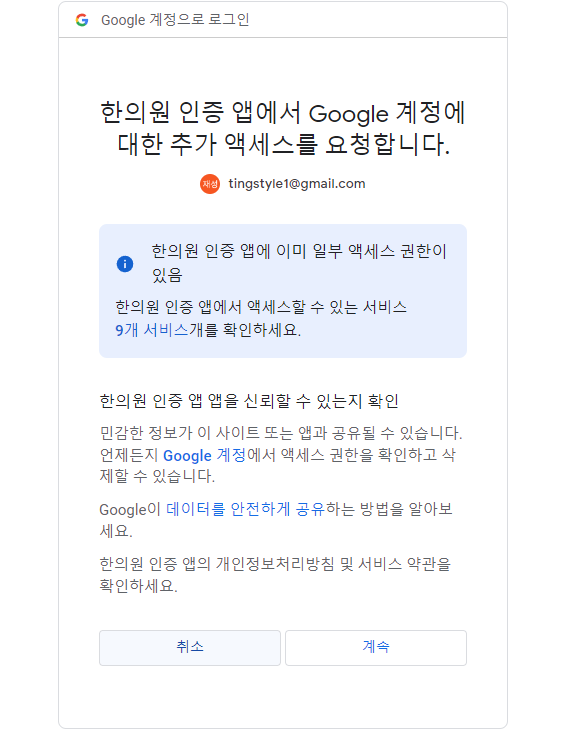 Google 계정으로 로그인
한의원 인증 앱에서 Google 계정에
대한 추가 액세스를 요청합니다.
재성 tingstyle1@gmail.com
한의원 인증 앱에 이미 일부 액세스 권한이
있음
한의원 인증 앱에서 액세스할 수 있는 서비스
9개 서비스개를 확인하세요.
한의원 인증 앱 앱을 신뢰할 수 있는지 확인
민감한 정보가 이 사이트 또는 앱과 공유될 수 있습니다.
언제든지 Google 계정에서 액세스 권한을 확인하고 삭
제할 수 있습니다.
Google이 데이터를 안전하게 공유하는 방법을 알아보
세요.
한의원 인증 앱의 개인정보처리방침 및 서비스 약관을
확인하세요.
취소 계속